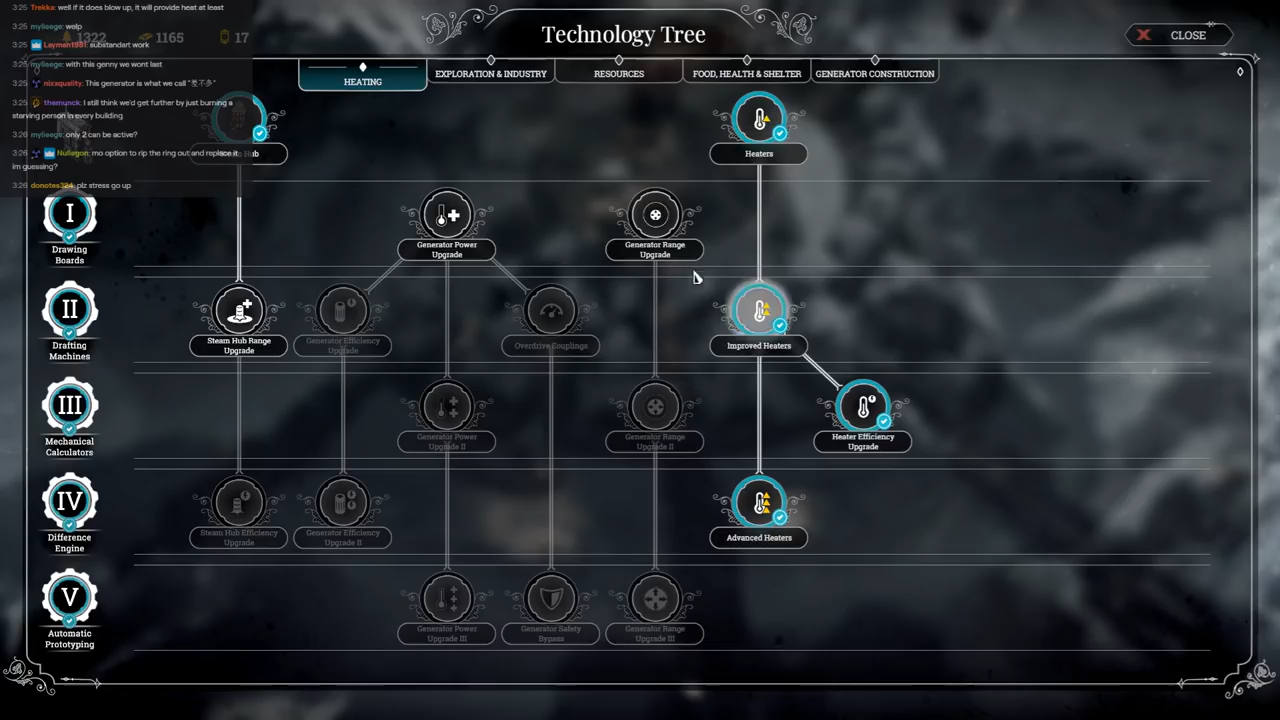 3:25 Trekka: well if it does blow up, it will provide heat at least
3:25 mylieege: welp
1322 1165 17
3:25 Layman1981: substandart work
3:25 mylieege: with this genny we wont last
3:25 nixxquality: This generator is what we call "差不多"
3:25 themunck: I still think we'd get further by just burning a
starving person in every building
3:26 mylieege: only 2 can be active?
3:26 Nullegon: mo option to rip the ring out and replace it
im guessing?
3:26 donotes324: plz stress go up
Technology Tree
CLOSE
HEATING
EXPLORATION & INDUSTRY
RESOURCES
FOOD, HEALTH & SHELTER
GENERATOR CONSTRUCTION
Hub
Heaters
I
Drawing
Boards
Generator Power
Upgrade
Generator Range
Upgrade
II
Drafting
Machines
Steam Hub Range
Upgrade
Generator Efficiency
Upgrade
Overdrive Couplings
Improved Heaters
III
Mechanical
Calculators
Generator Power
Upgrade II
Generator Range
Upgrade II
Heater Efficiency
Upgrade
IV
Difference
Engine
Steam Hub Efficiency
Upgrade
Generator Efficiency
Upgrade II
Advanced Heaters
V
Automatic
Prototyping
Generator Power
Upgrade III
Generator Safety
Bypass
Generator Range
Upgrade III